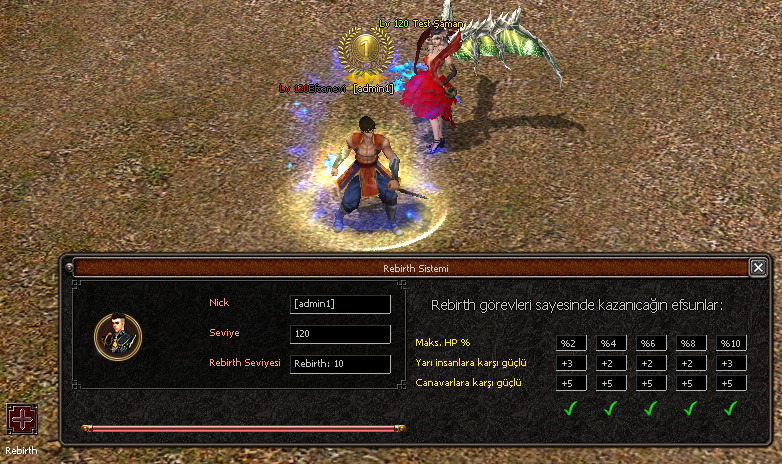 Lv 120 Test Şaman
1
Lv 121 Efsanevi [admin1]
Rebirth Sistemi
Nick [admin1]
Seviye 120
Rebirth Seviyesi Rebirth: 10
Rebirth görevleri sayesinde kazanıcağın efsunlar:
Maks. HP % %2 %4 %6 %8 %10
Yarı insanlara karşı güçlü +3 +2 +2 +2 +3
Canavarlara karşı güçlü +5 +5 +5 +5 +5
Rebirth